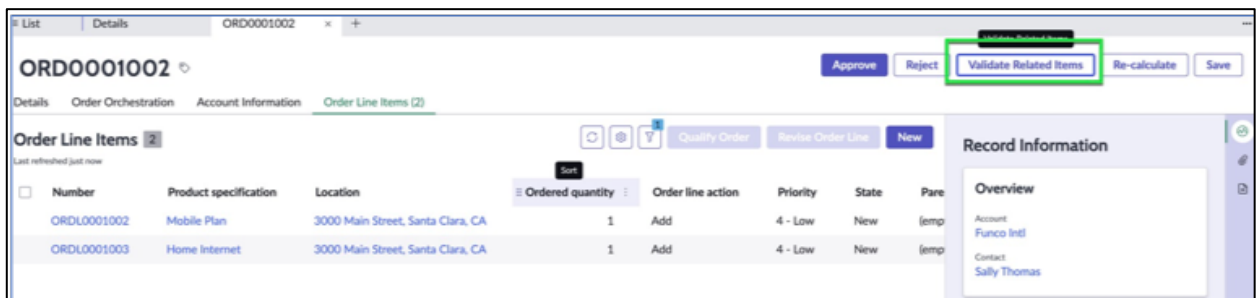 List Details ORD0001002 × +
Validate Related Items
ORD0001002
Approve Reject Validate Related Items Re-calculate Save
Details Order Orchestration Account Information Order Line Items (2)
Order Line Items 2
1
Qualify Order Revise Order Line New
Last refreshed just now
Sort
Number Product specification Location Ordered quantity Order line action Priority State Pare
ORDL0001002 Mobile Plan 3000 Main Street, Santa Clara, CA 1 Add 4 - Low New (emp
ORDL0001003 Home Internet 3000 Main Street, Santa Clara, CA 1 Add 4 - Low New (emp
Record Information
Overview
Account
Funco Intl
Contact
Sally Thomas